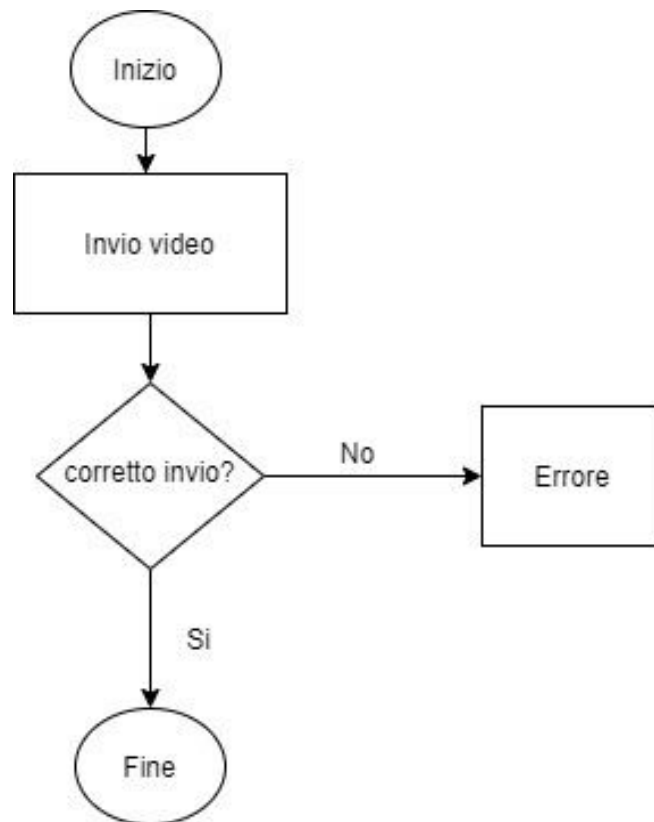 Inizio
Invio video
corretto invio?
No
Errore
Si
Fine